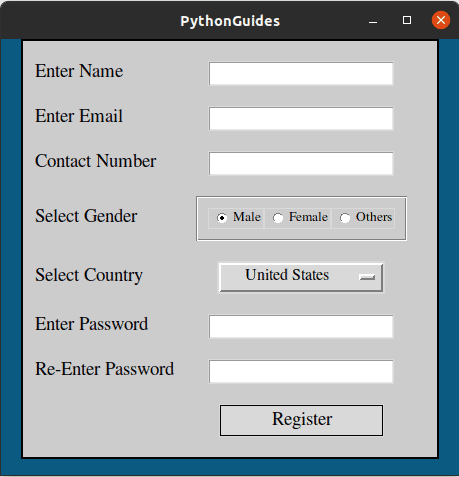 PythonGuides
Enter Name
Enter Email
Contact Number
Select Gender Male Female Others
Select Country United States
Enter Password
Re-Enter Password
Register